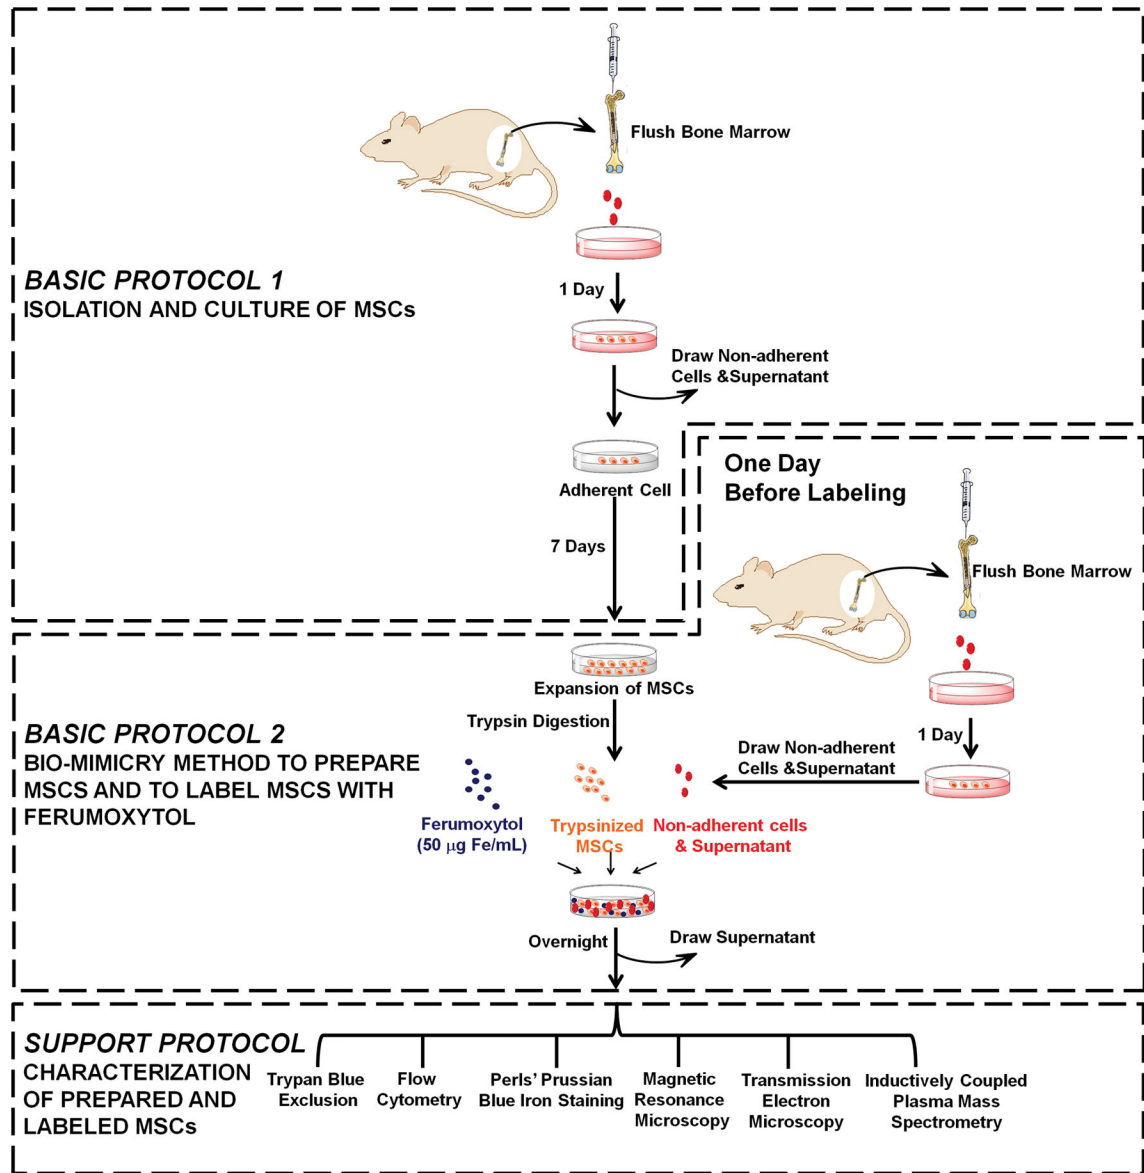 Flush Bone Marrow
BASIC PROTOCOL 1
ISOLATION AND CULTURE OF MSCs
1 Day
Draw Non-adherent
Cells &Supernatant
Adherent Cell
7 Days
One Day
Before Labeling
Flush Bone Marrow
1 Day
Draw Non-adherent
Cells &Supernatant
BASIC PROTOCOL 2
BIO-MIMICRY METHOD TO PREPARE
MSCS AND TO LABEL MSCS WITH
FERUMOXYTOL
Expansion of MSCs
Trypsin Digestion
Ferumoxytol
(50 μg Fe/mL)
Trypsinized
MSCs
Non-adherent cells
& Supernatant
Overnight
Draw Supernatant
SUPPORT PROTOCOL
CHARACTERIZATION
OF PREPARED AND
LABELED MSCs
Trypan Blue
Exclusion
Flow
Cytometry
Perls' Prussian
Blue Iron Staining
Magnetic
Resonance
Microscopy
Transmission
Electron
Microscopy
Inductively Coupled
Plasma Mass
Spectrometry